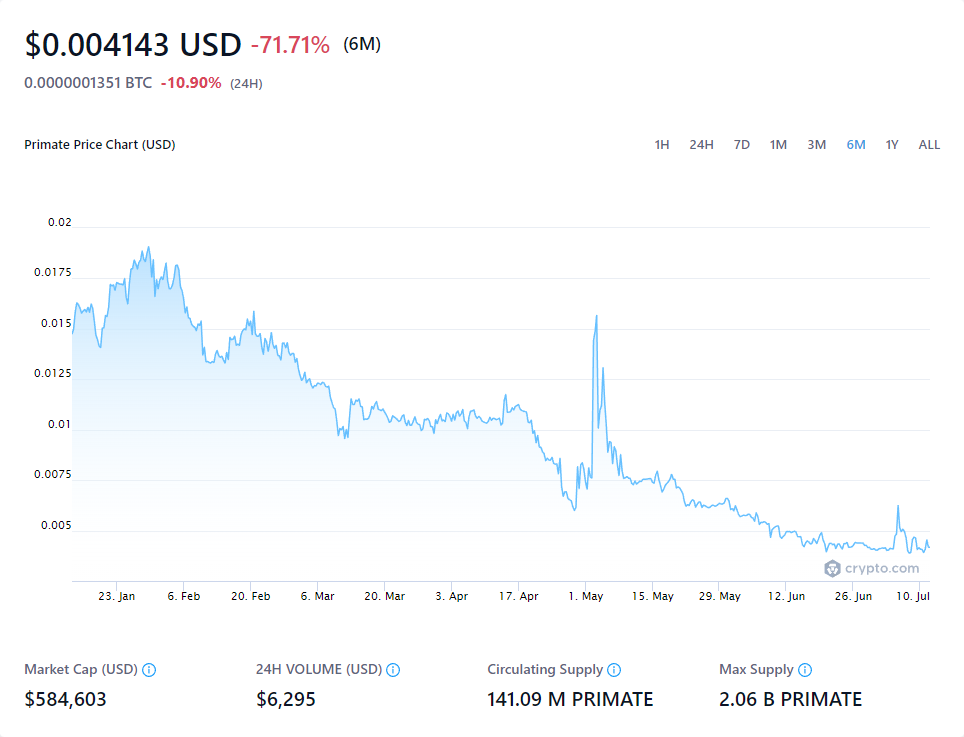 $0.004143 USD -71.71% (6M)
0.0000001351 BTC -10.90% (24H)
Primate Price Chart (USD)
1H 24H 7D 1M 3M 6M 1Y ALL
0.02
0.0175
0.015
0.0125
0.01
0.0075
0.005
crypto.com
23. Jan 6. Feb 20. Feb 6. Mar 20. Mar 3. Apr 17. Apr 1. May 15. May 29. May 12. Jun 26. Jun 10. Jul
Market Cap (USD) 24H VOLUME (USD) Circulating Supply Max Supply
$584,603 $6,295 141.09 M PRIMATE 2.06 B PRIMATE